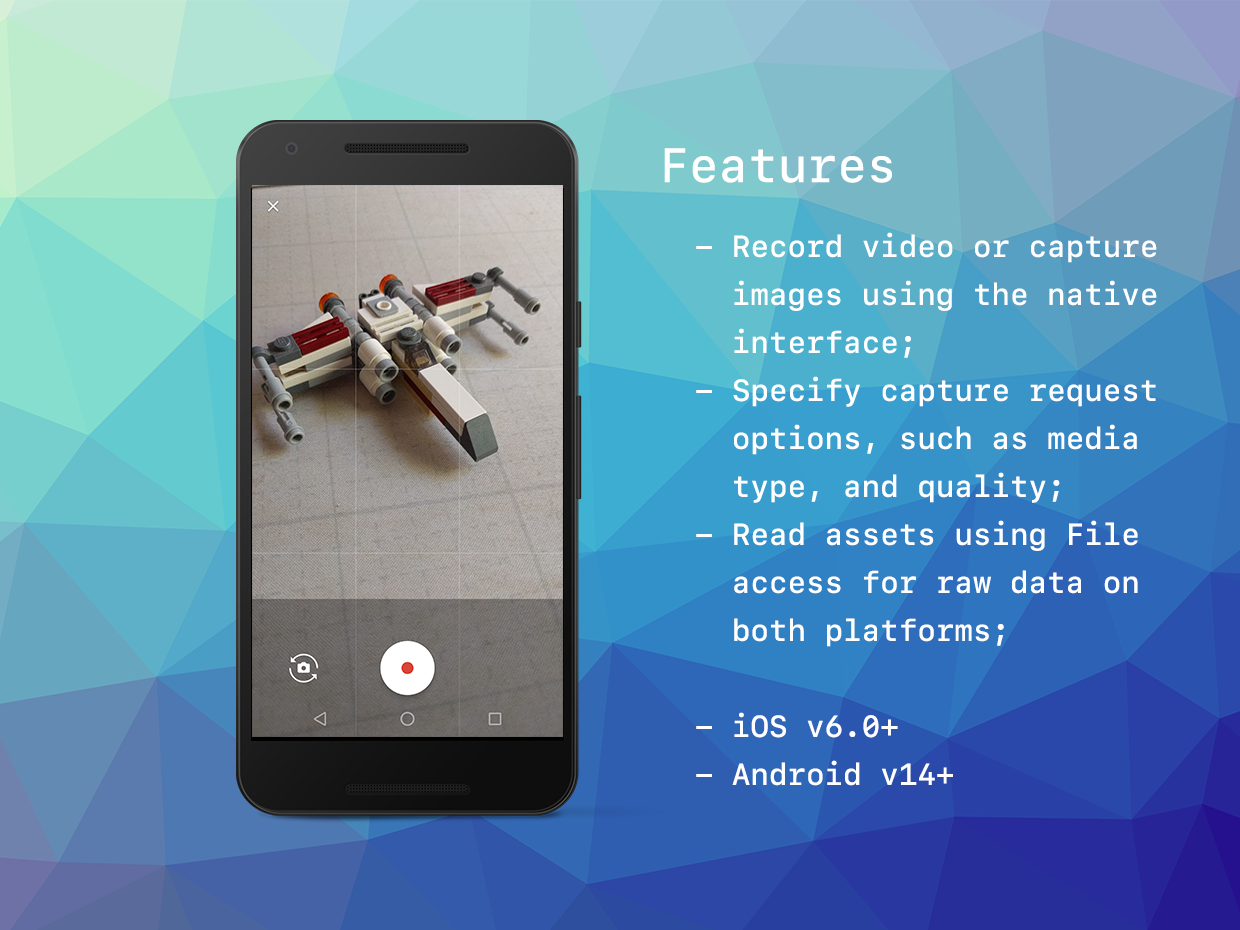 Features
– Record video or capture
images using the native
interface;
– Specify capture request
options, such as media
type, and quality;
– Read assets using File
access for raw data on
both platforms;
– iOS v6.0+
– Android v14+